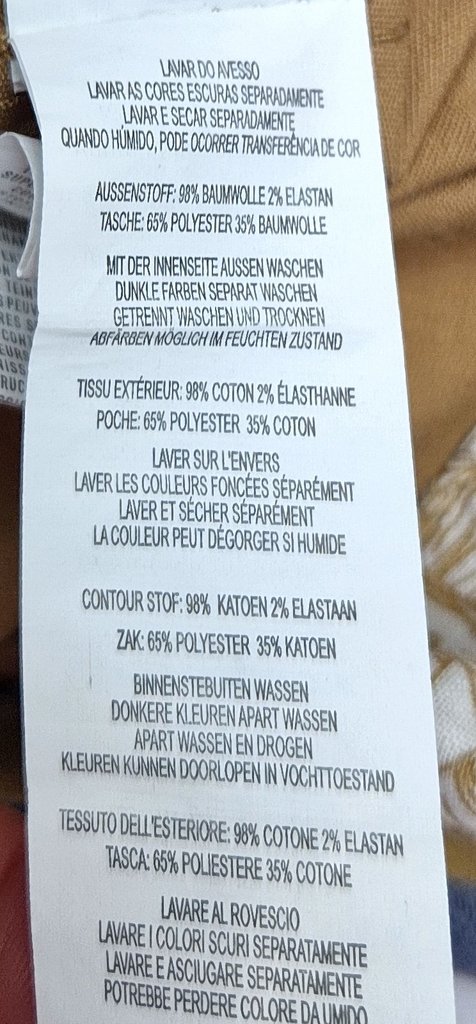 LAVAR DO AVESSO
LAVAR AS CORES ESCURAS SEPARADAMENTE
LAVAR E SECAR SEPARADAMENTE
QUANDO HÚMIDO, PODE OCORRER TRANSFERÊNCIA DE COR
AUSSENSTOFF: 98% BAUMWOLLE 2% ELASTAN
TASCHE: 65% POLYESTER 35% BAUMWOLLE
MIT DER INNENSEITE AUSSEN WASCHEN
DUNKLE FARBEN SEPARAT WASCHEN
GETRENNT WASCHEN UND TROCKNEN
ABFÄRBEN MÖGLICH IM FEUCHTEN ZUSTAND
TISSU EXTÉRIEUR: 98% COTON 2% ÉLASTHANNE
POCHE: 65% POLYESTER 35% COTON
LAVER SUR L'ENVERS
LAVER LES COULEURS FONCÉES SÉPARÉMENT
LAVER ET SÉCHER SÉPARÉMENT
LA COULEUR PEUT DÉGORGER SI HUMIDE
CONTOUR STOF: 98% KATOEN 2% ELASTAAN
ZAK: 65% POLYESTER 35% KATOEN
BINNENSTEBUITEN WASSEN
DONKERE KLEUREN APART WASSEN
APART WASSEN EN DROGEN
KLEUREN KUNNEN DOORLOPEN IN VOCHTTOESTAND
TESSUTO DELL'ESTERIORE: 98% COTONE 2% ELASTAN
TASCA: 65% POLIESTERE 35% COTONE
LAVARE AL ROVESCIO
LAVARE I COLORI SCURI SEPARATAMENTE
LAVARE E ASCIUGARE SEPARATAMENTE
POTREBBE PERDERE COLORE DA UMIDO